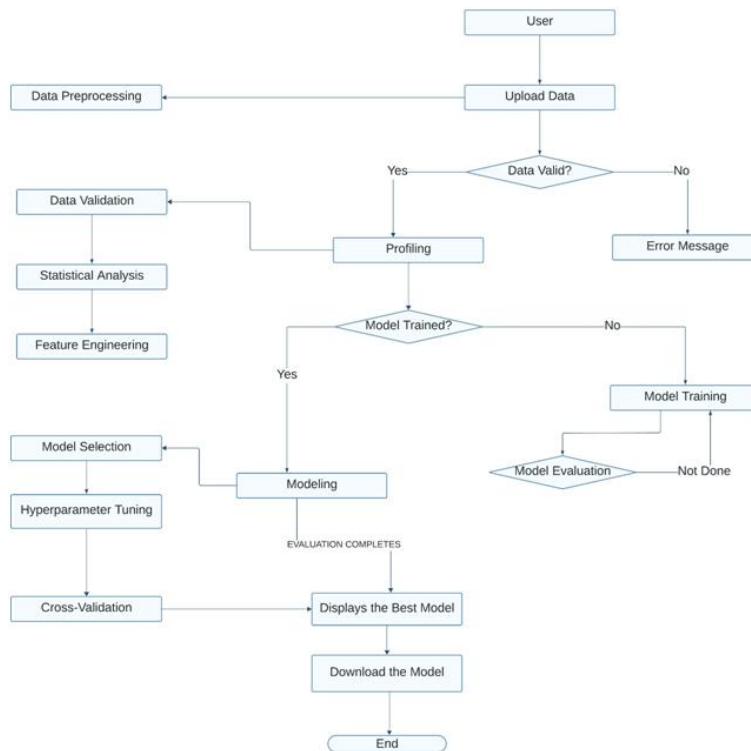 User
Data Preprocessing
Upload Data
Yes
Data Valid?
No
Data Validation
Profiling
Error Message
Statistical Analysis
Model Trained?
No
Feature Engineering
Yes
Model Training
Model Selection
Model Evaluation
Not Done
Modeling
Hyperparameter Tuning
EVALUATION COMPLETES
Cross-Validation
Displays the Best Model
Download the Model
End